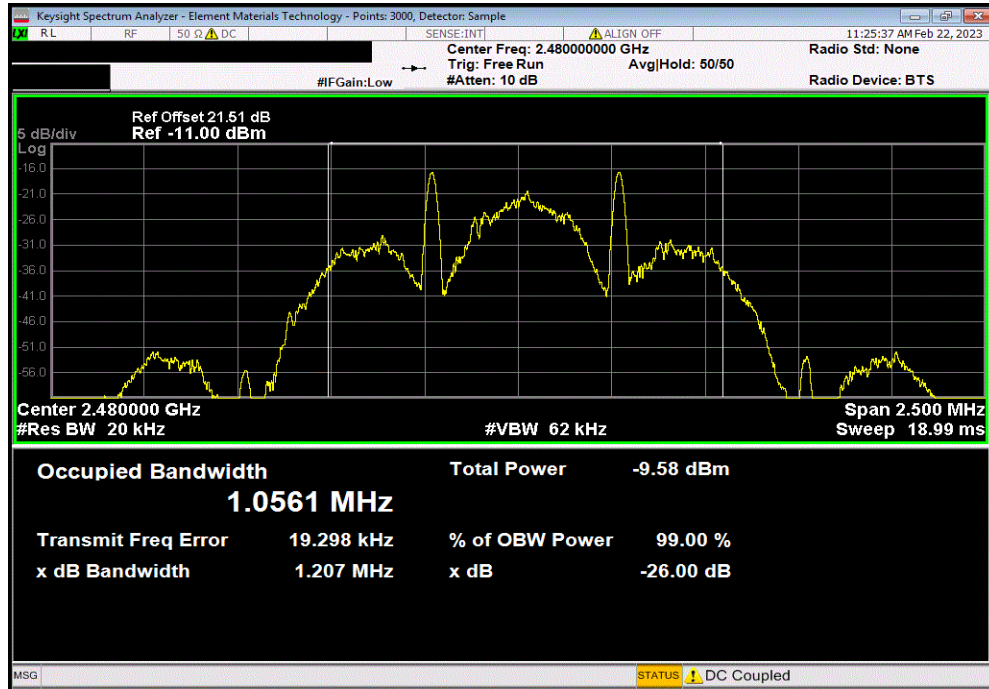 Keysight Spectrum Analyzer - Element Materials Technology - Points: 3000, Detector: Sample
LXI RL RF 50 Ω DC SENSE:INT ALIGN OFF 11:25:37 AM Feb 22, 2023
Center Freq: 2.480000000 GHz Radio Std: None
Trig: Free Run Avg|Hold: 50/50
#IFGain:Low #Atten: 10 dB Radio Device: BTS
Ref Offset 21.51 dB
5 dB/div Ref -11.00 dBm
Log
-16.0
-21.0
-26.0
-31.0
-36.0
-41.0
-46.0
-51.0
-56.0
Center 2.480000 GHz Span 2.500 MHz
#Res BW 20 kHz #VBW 62 kHz Sweep 18.99 ms
Occupied Bandwidth Total Power -9.58 dBm
1.0561 MHz
Transmit Freq Error 19.298 kHz % of OBW Power 99.00 %
x dB Bandwidth 1.207 MHz x dB -26.00 dB
MSG STATUS DC Coupled